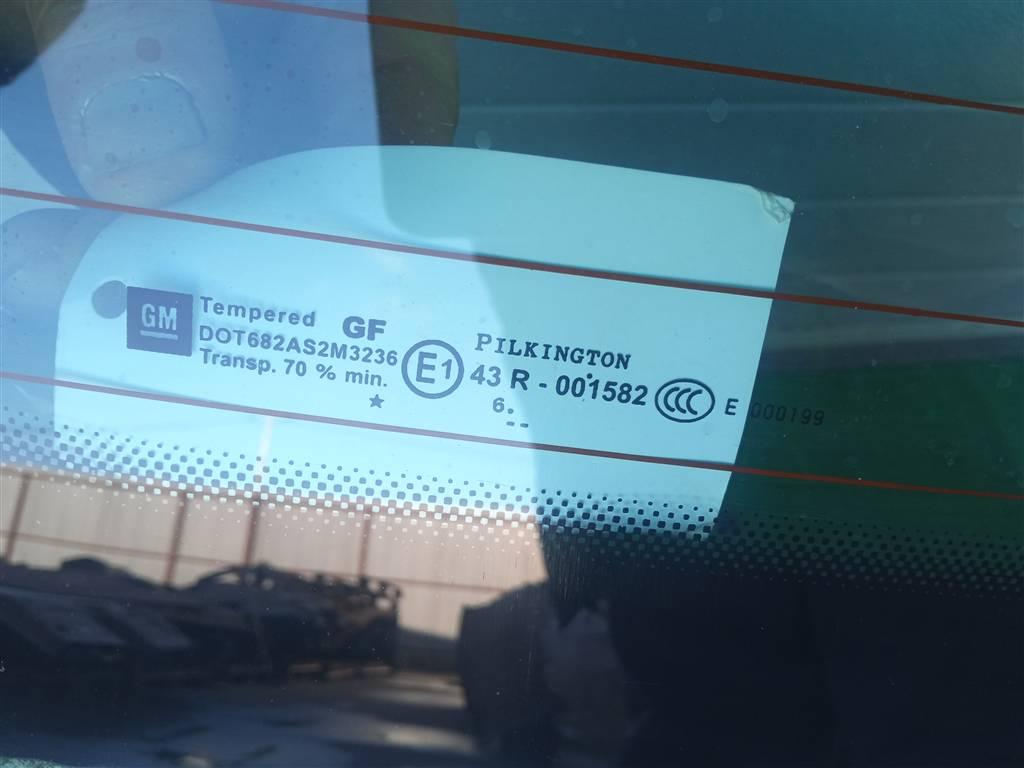 GM
Tempered GF
DOT682AS2M3236
Transp. 70 % min.
E1
PILKINGTON
43 R - 001582
6.
--
CCC E 000199